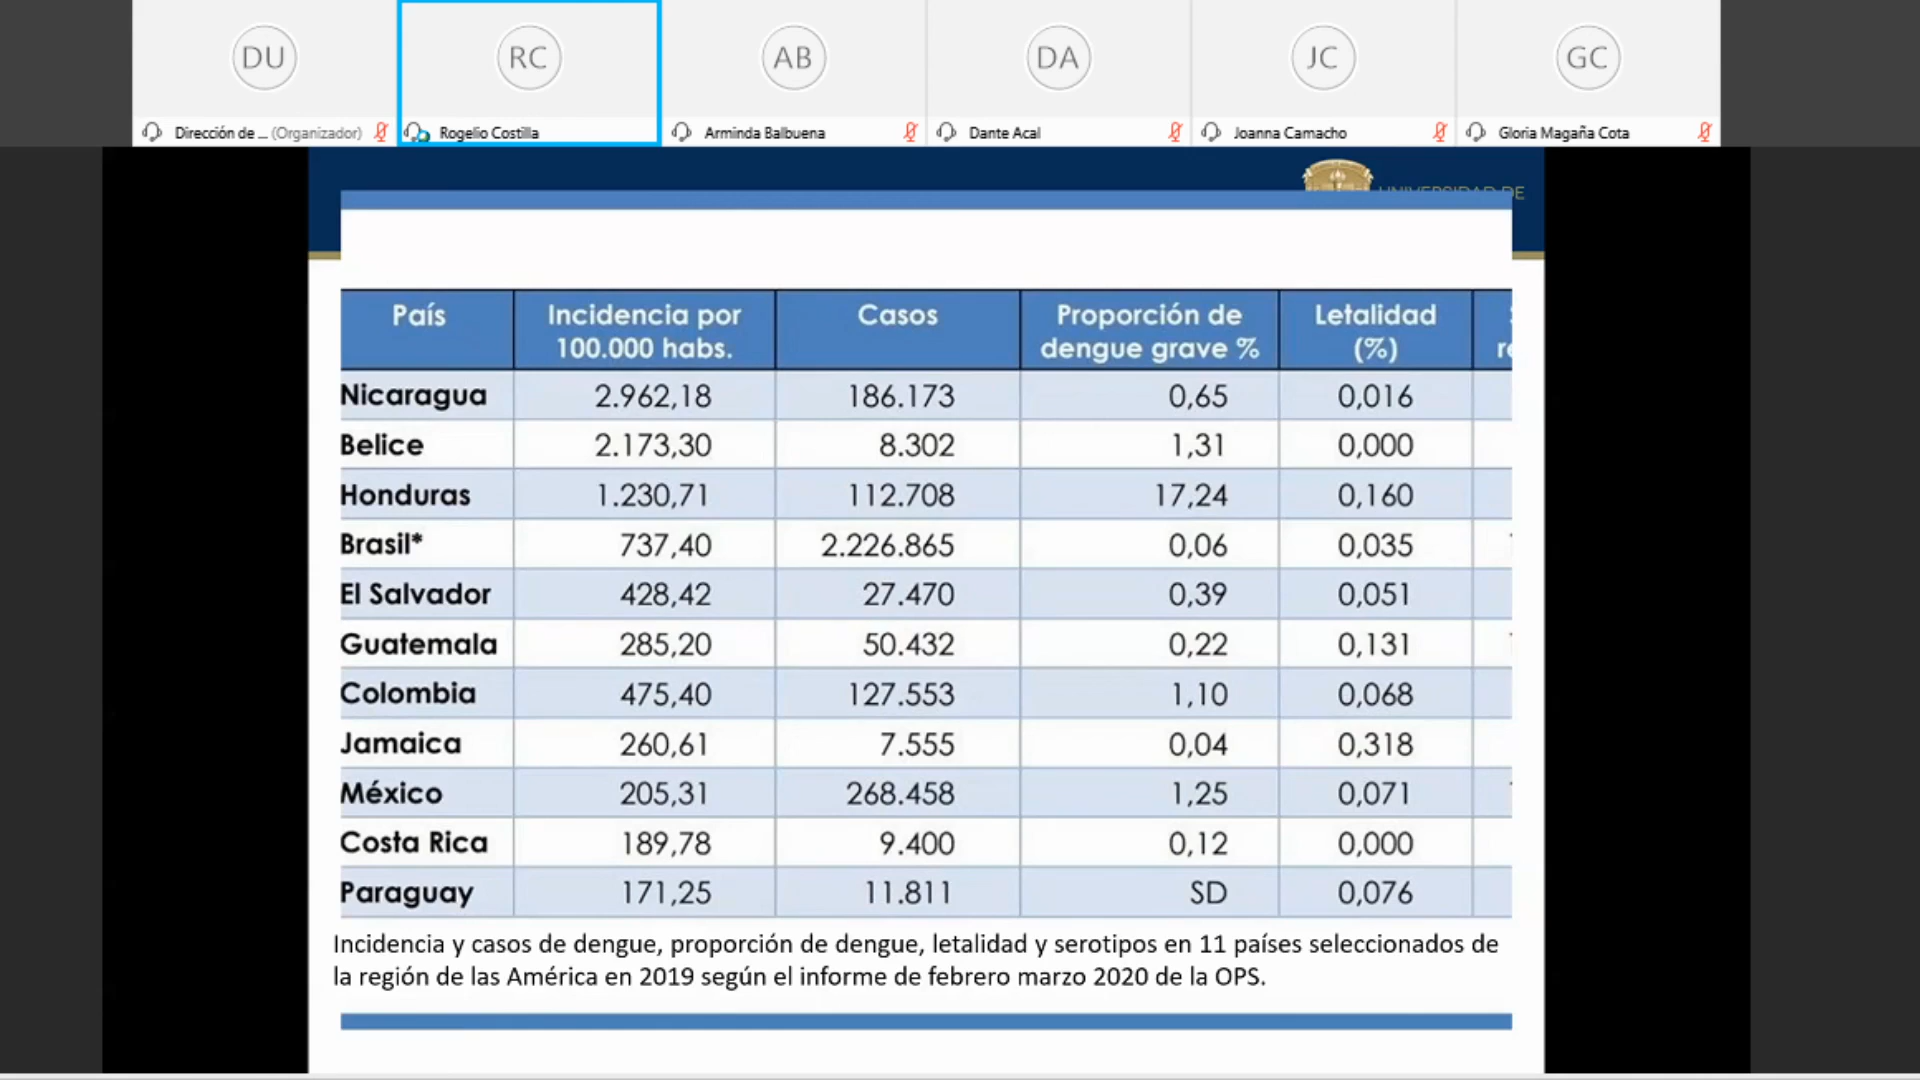 DU RC AB DA JC GC
Dirección de ... (Organizador) Rogelio Costilla Arminda Balbuena Dante Acal Joanna Camacho Gloria Magaña Cota
UNIVERSIDAD DE
País Incidencia por 100.000 habs. Casos Proporción de dengue grave % Letalidad (%)
Nicaragua 2.962,18 186.173 0,65 0,016
Belice 2.173,30 8.302 1,31 0,000
Honduras 1.230,71 112.708 17,24 0,160
Brasil* 737,40 2.226.865 0,06 0,035
El Salvador 428,42 27.470 0,39 0,051
Guatemala 285,20 50.432 0,22 0,131
Colombia 475,40 127.553 1,10 0,068
Jamaica 260,61 7.555 0,04 0,318
México 205,31 268.458 1,25 0,071
Costa Rica 189,78 9.400 0,12 0,000
Paraguay 171,25 11.811 SD 0,076
Incidencia y casos de dengue, proporción de dengue, letalidad y serotipos en 11 países seleccionados de
la región de las América en 2019 según el informe de febrero marzo 2020 de la OPS.